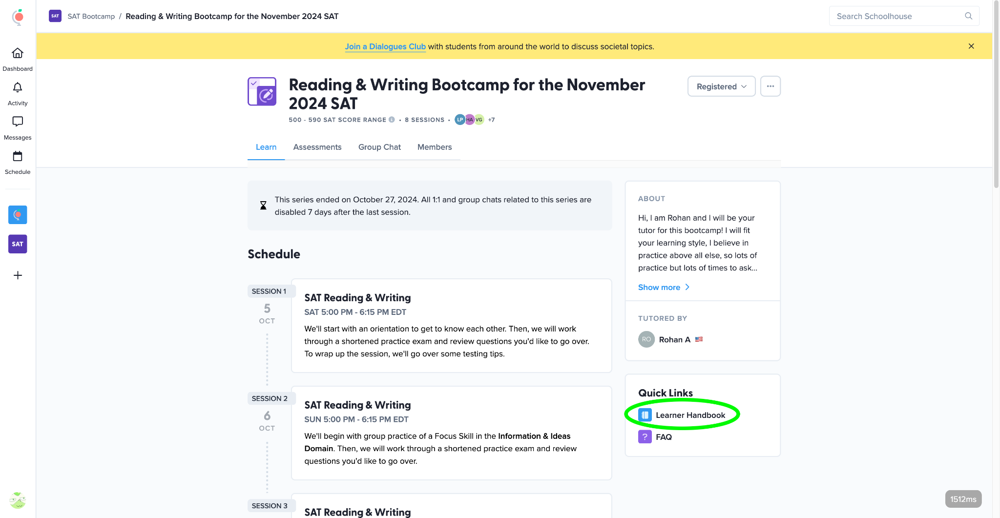 SAT SAT Bootcamp / Reading & Writing Bootcamp for the November 2024 SAT
Search Schoolhouse
Join a Dialogues Club with students from around the world to discuss societal topics.
Dashboard
Activity
Messages
Schedule
SAT
Reading & Writing Bootcamp for the November
2024 SAT
Registered
500 - 590 SAT SCORE RANGE • 8 SESSIONS • LP HA VG +7
Learn Assessments Group Chat Members
This series ended on October 27, 2024. All 1:1 and group chats related to this series are
disabled 7 days after the last session.
Schedule
SESSION 1
5
OCT
SAT Reading & Writing
SAT 5:00 PM - 6:15 PM EDT
We'll start with an orientation to get to know each other. Then, we will work
through a shortened practice exam and review questions you'd like to go over.
To wrap up the session, we'll go over some testing tips.
SESSION 2
6
OCT
SAT Reading & Writing
SUN 5:00 PM - 6:15 PM EDT
We'll begin with group practice of a Focus Skill in the Information & Ideas
Domain. Then, we will work through a shortened practice exam and review
questions you'd like to go over.
SESSION 3
SAT Reading & Writing
ABOUT
Hi, I am Rohan and I will be your
tutor for this bootcamp! I will fit
your learning style, I believe in
practice above all else, so lots of
practice but lots of times to ask...
Show more
TUTORED BY
RO Rohan A
Quick Links
Learner Handbook
? FAQ
1512ms